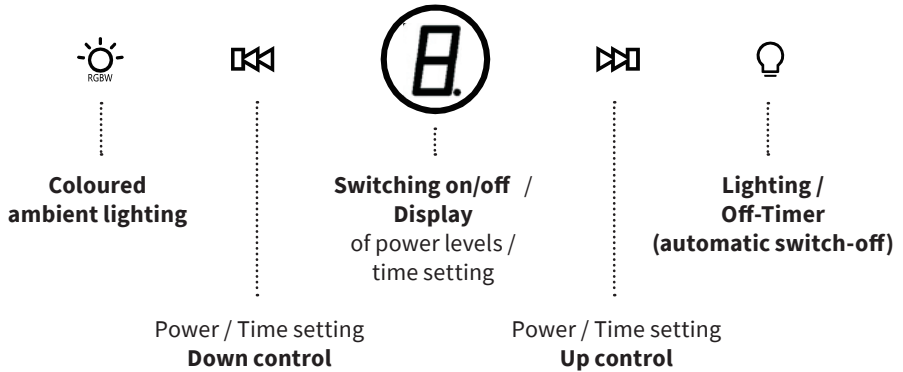 RGBW
8.
Coloured
ambient lighting
Switching on/off /
Display
of power levels /
time setting
Lighting /
Off-Timer
(automatic switch-off)
Power / Time setting
Down control
Power / Time setting
Up control